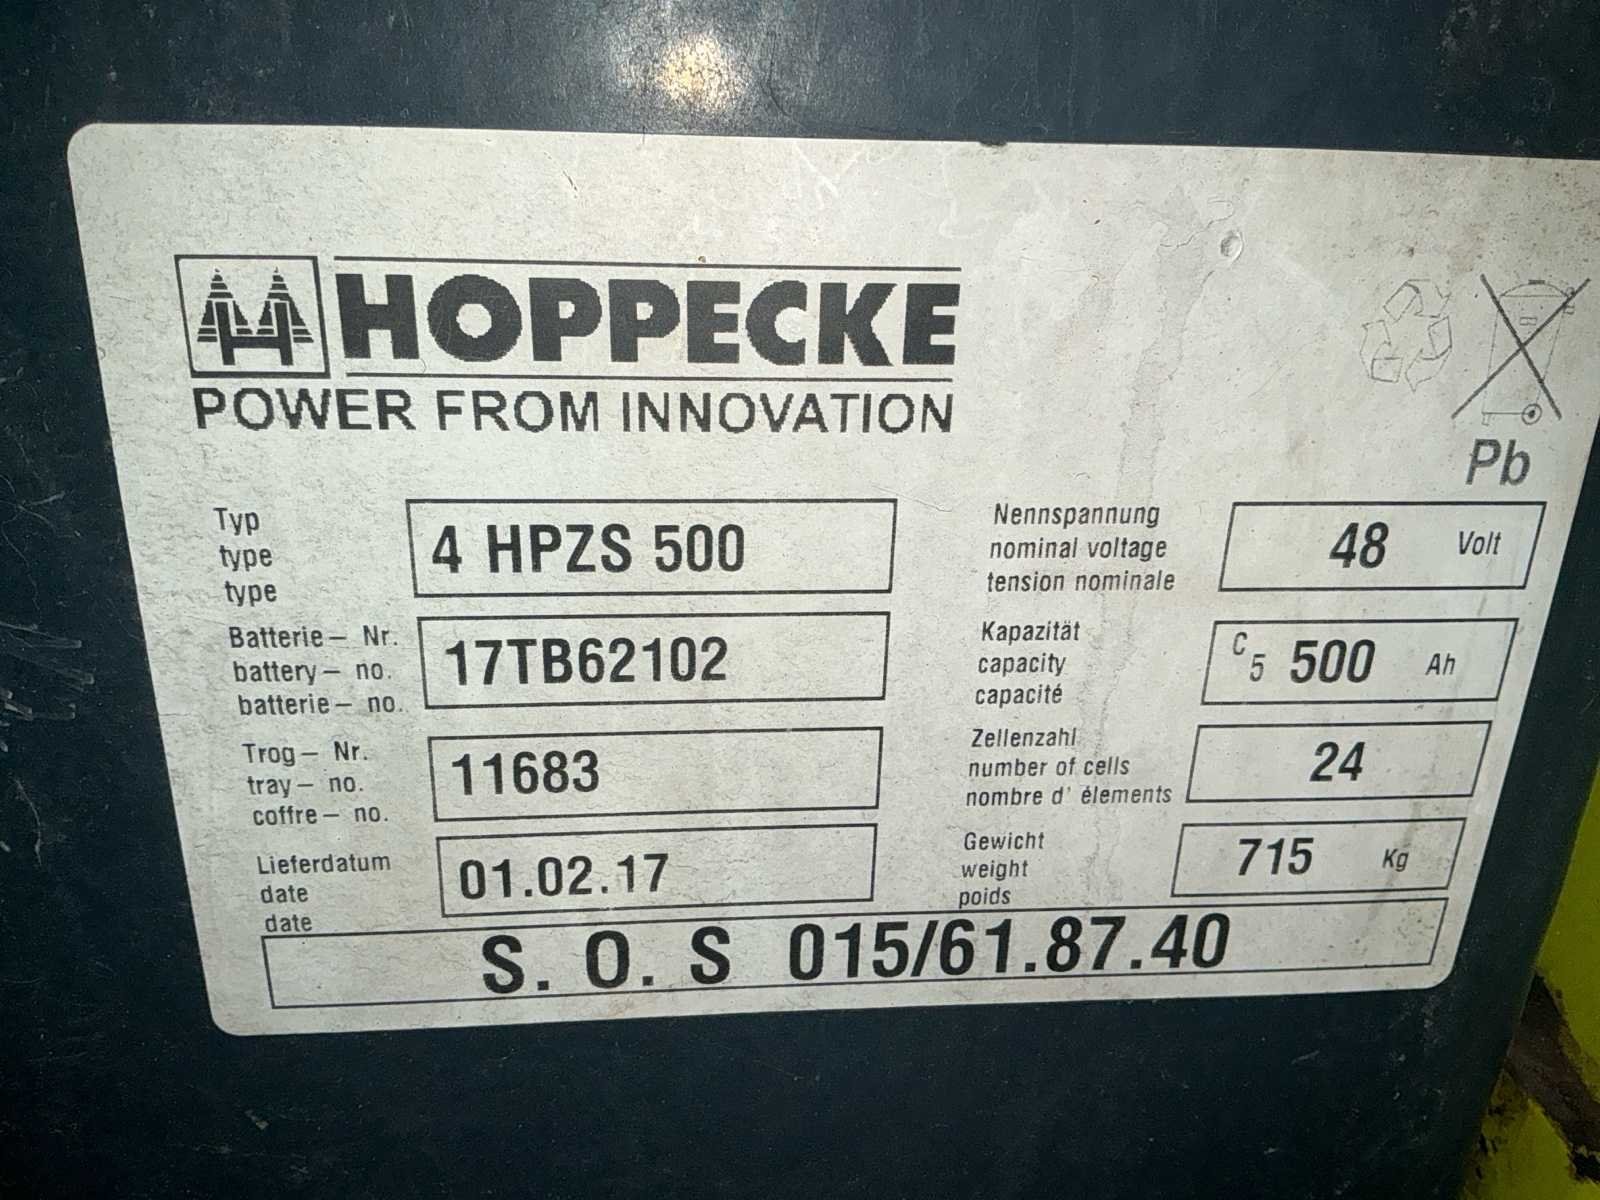 HOPPECKE
POWER FROM INNOVATION
Pb
Typ
type
type
4 HPZS 500
Batterie– Nr.
battery– no.
batterie– no.
17TB62102
Trog– Nr.
tray– no.
coffre– no.
11683
Lieferdatum
date
date
01.02.17
Nennspannung
nominal voltage
tension nominale
48 Volt
Kapazität
capacity
capacité
C5 500 Ah
Zellenzahl
number of cells
nombre d' élements
24
Gewicht
weight
poids
715 Kg
S. O. S 015/61.87.40